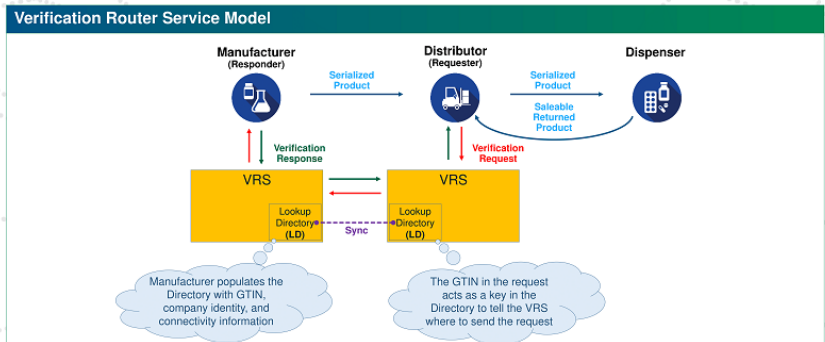 Verification Router Service Model
Manufacturer
(Responder)
Distributor
(Requester)
Dispenser
Serialized
Product
Serialized
Product
Saleable
Returned
Product
Verification
Response
Verification
Request
VRS
VRS
Lookup
Directory
(LD)
Sync
Lookup
Directory
(LD)
Manufacturer populates the
Directory with GTIN,
company identity, and
connectivity information
The GTIN in the request
acts as a key in the
Directory to tell the VRS
where to send the request